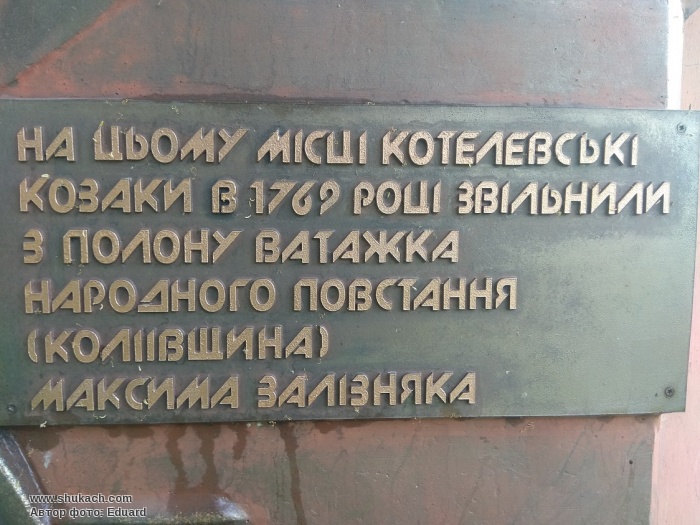 НА ЦЬОМУ МІСЦІ КОТЕЛЕВСЬКІ
КОЗАКИ В 1769 РОЦІ ЗВІЛЬНИЛИ
З ПОЛОНУ ВАТАЖКА
НАРОДНОГО ПОВСТАННЯ
(КОЛІІВЩИНА)
МАКСИМА ЗАЛІЗНЯКА
www.shukach.com
Автор фото: Eduard